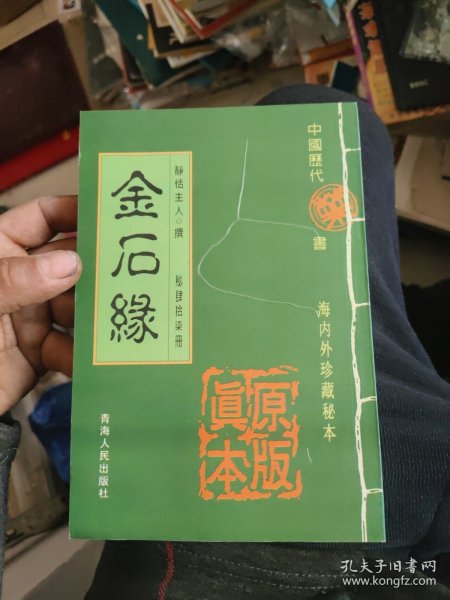 中國歷代
書
海内外珍藏秘本
靜恬主人◎撰
秘肆拾柒冊
金石緣
原版
真本
青海人民出版社
孔夫子旧书网
www.kongfz.com